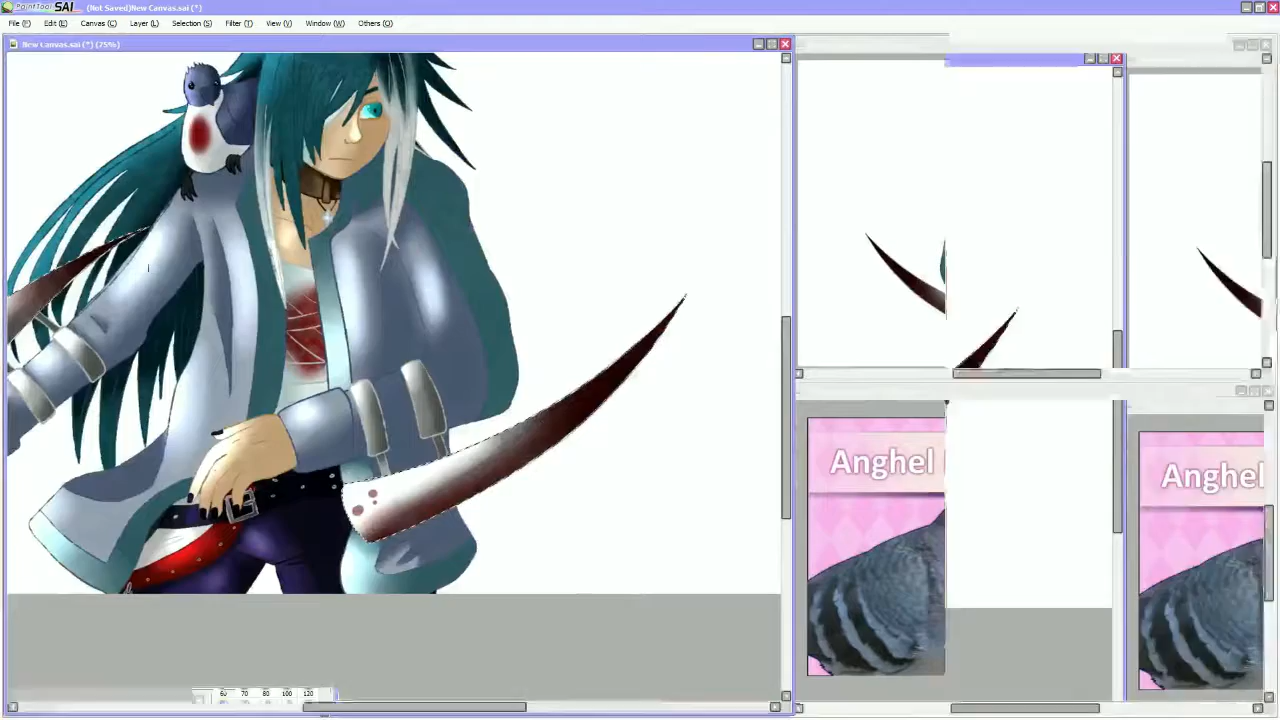 PaintTool SAI (Not Saved)New Canvas.sai (*)
File (F) Edit (E) Canvas (C) Layer (L) Selection (S) Filter (T) View (V) Window (W) Others (O)
New Canvas.sai (*) (75%)
Anghel
Anghel
60 70 80 100 120